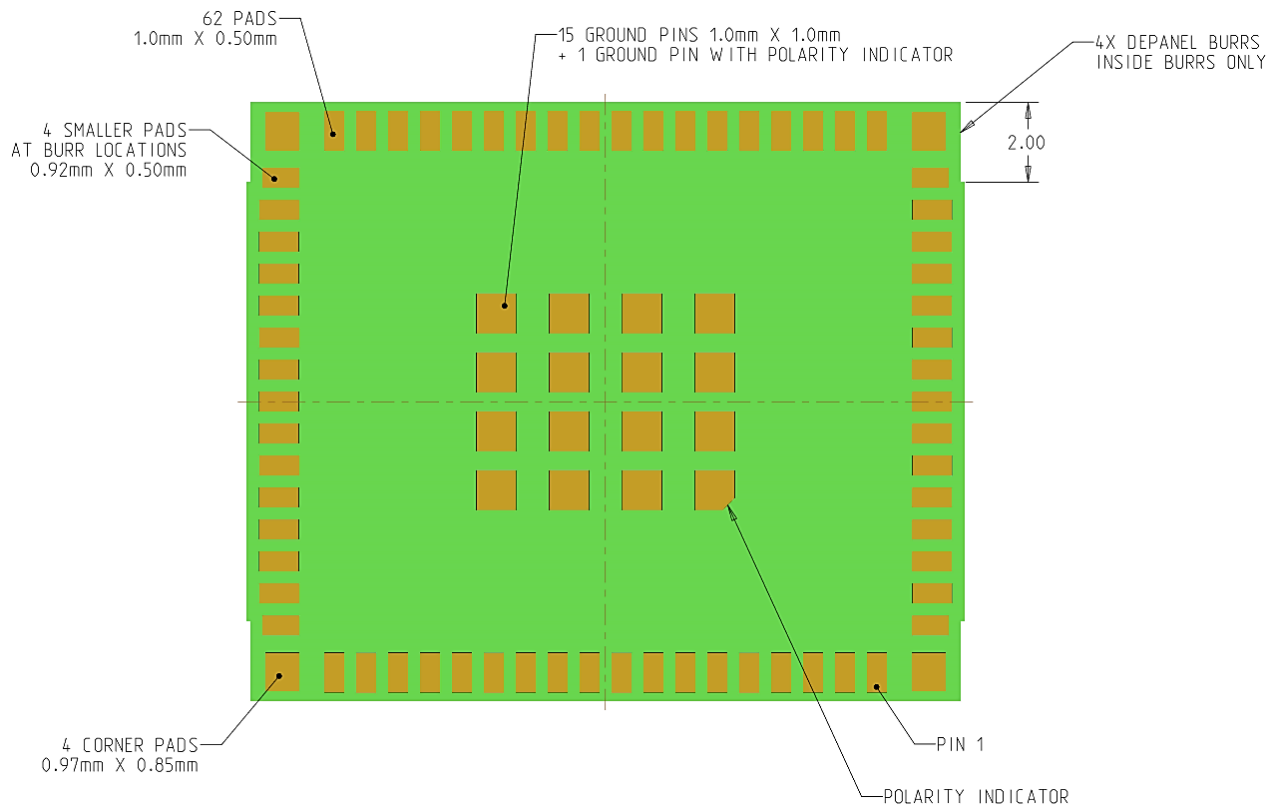 62 PADS
1.0mm X 0.50mm
15 GROUND PINS 1.0mm X 1.0mm
+ 1 GROUND PIN WITH POLARITY INDICATOR
4X DEPANEL BURRS
INSIDE BURRS ONLY
4 SMALLER PADS
AT BURR LOCATIONS
0.92mm X 0.50mm
2.00
4 CORNER PADS
0.97mm X 0.85mm
PIN 1
POLARITY INDICATOR